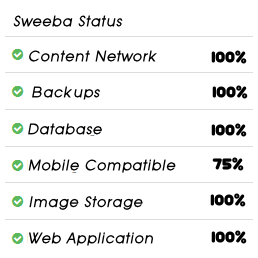 Sweeba Status
Content Network 100%
Backups 100%
Database 100%
Mobile Compatible 75%
Image Storage 100%
Web Application 100%